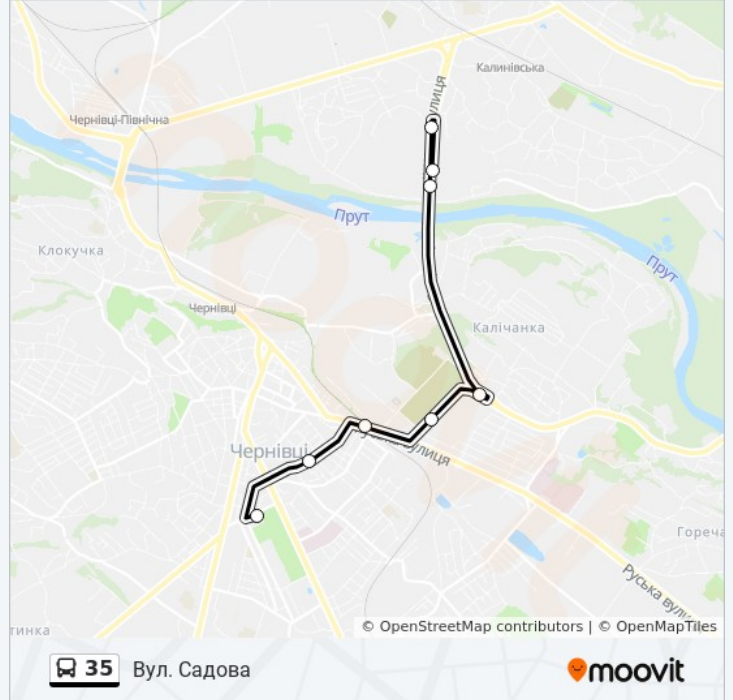 Калинівська
улиця
Чернівці-Північна
Прут
Клокучка
Прут
Чернівці
Калічанка
Чернівці
вулиця
Гореча
Руська вули
тинка
© OpenStreetMap contributors | © OpenMapTiles
35 Вул. Садова
moovit